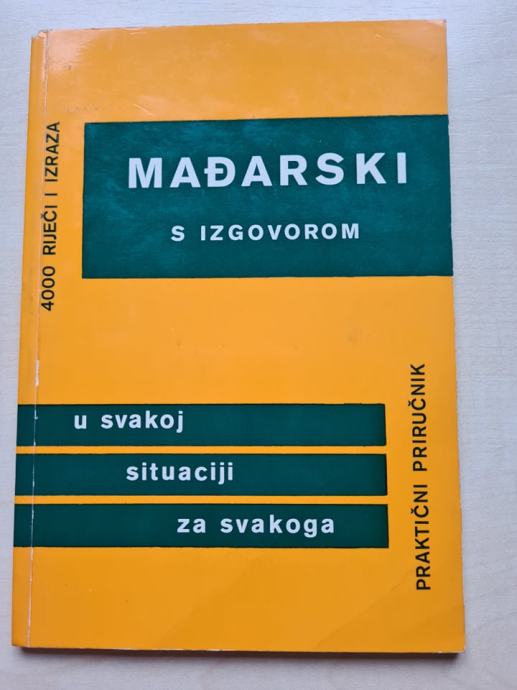 4000 RIJEČI I IZRAZA
MAĐARSKI
S IZGOVOROM
u svakoj
situaciji
za svakoga
PRAKTIČNI PRIRUČNIK